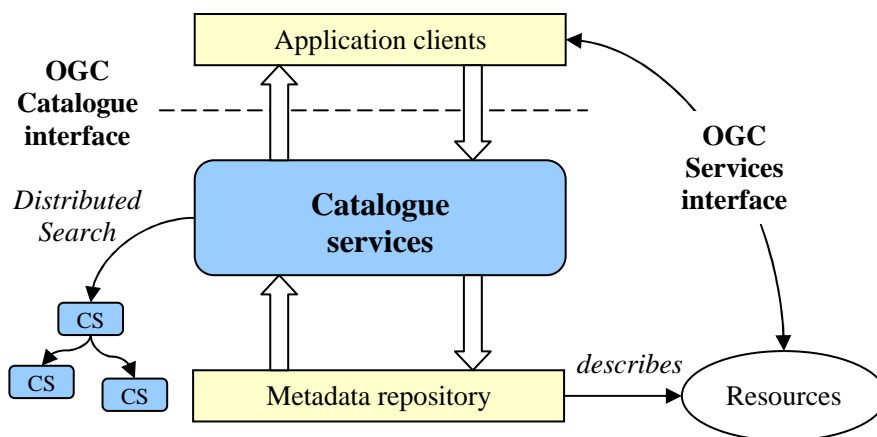 Application clients
OGC
Catalogue
interface
OGC
Services
interface
Distributed
Search
Catalogue
services
CS
CS
CS
describes
Metadata repository
Resources